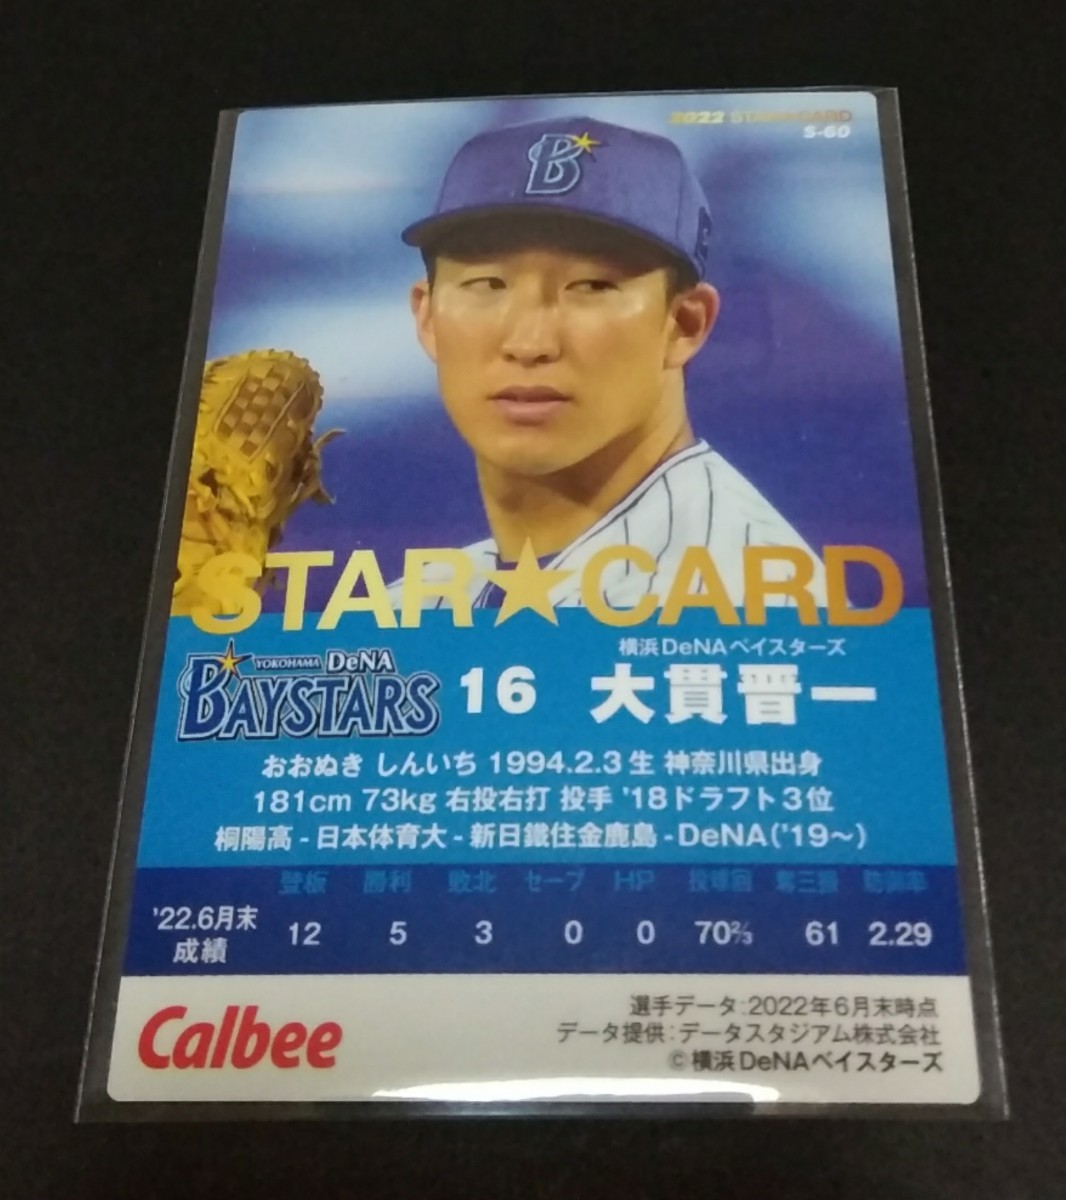 2022 STAR★CARD
S-60
B
STAR★CARD
YOKOHAMA DeNA
BAYSTARS
16
横浜DeNAベイスターズ
大貫晋一
おおぬき しんいち 1994.2.3生 神奈川県出身
181cm 73kg 右投右打 投手 '18ドラフト3位
桐陽高-日本体育大-新日鐵住金鹿島-DeNA('19〜)
登板 勝利 敗北 セーブ HP 投球回 奪三振 防御率
'22.6月末
成績
12 5 3 0 0 70⅔ 61 2.29
Calbee
選手データ:2022年6月末時点
データ提供:データスタジアム株式会社
©横浜DeNAベイスターズ